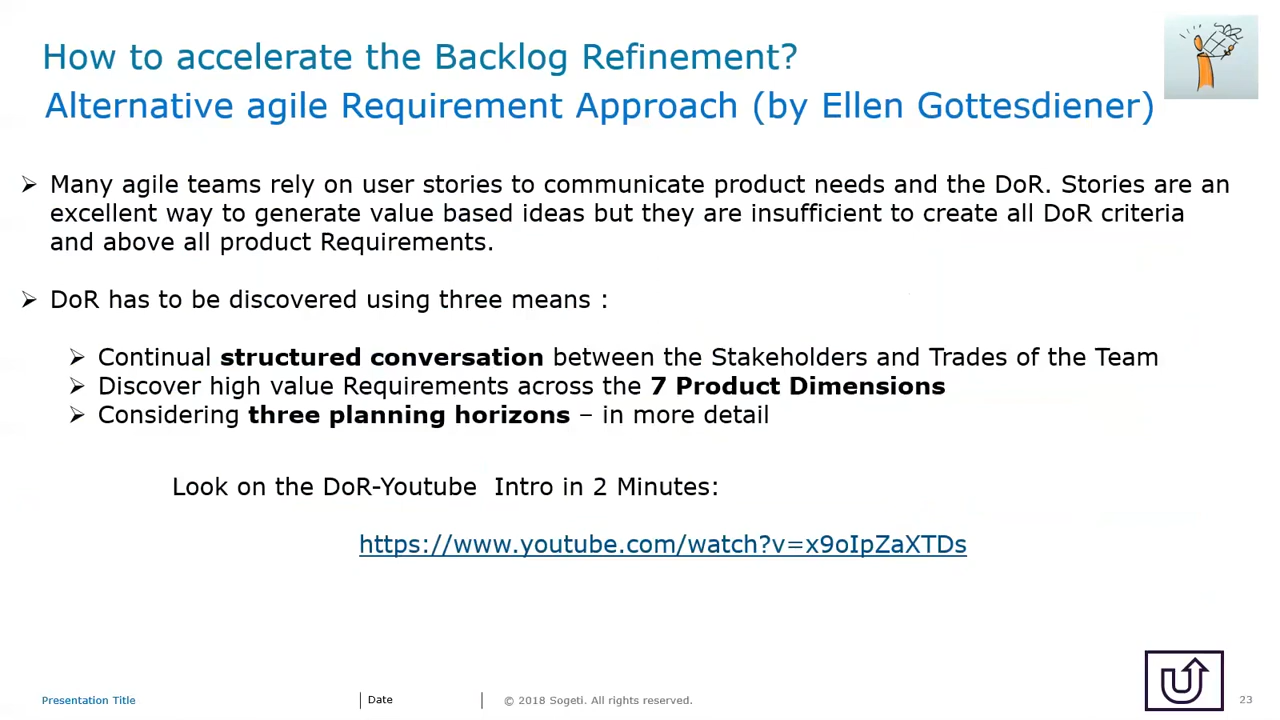 How to accelerate the Backlog Refinement?
Alternative agile Requirement Approach (by Ellen Gottesdiener)
Many agile teams rely on user stories to communicate product needs and the DoR. Stories are an
excellent way to generate value based ideas but they are insufficient to create all DoR criteria
and above all product Requirements.
DoR has to be discovered using three means :
Continual structured conversation between the Stakeholders and Trades of the Team
Discover high value Requirements across the 7 Product Dimensions
Considering three planning horizons – in more detail
Look on the DoR-Youtube  Intro in 2 Minutes:
https://www.youtube.com/watch?v=x9oIpZaXTDs
Presentation Title | Date | © 2018 Sogeti. All rights reserved. 23